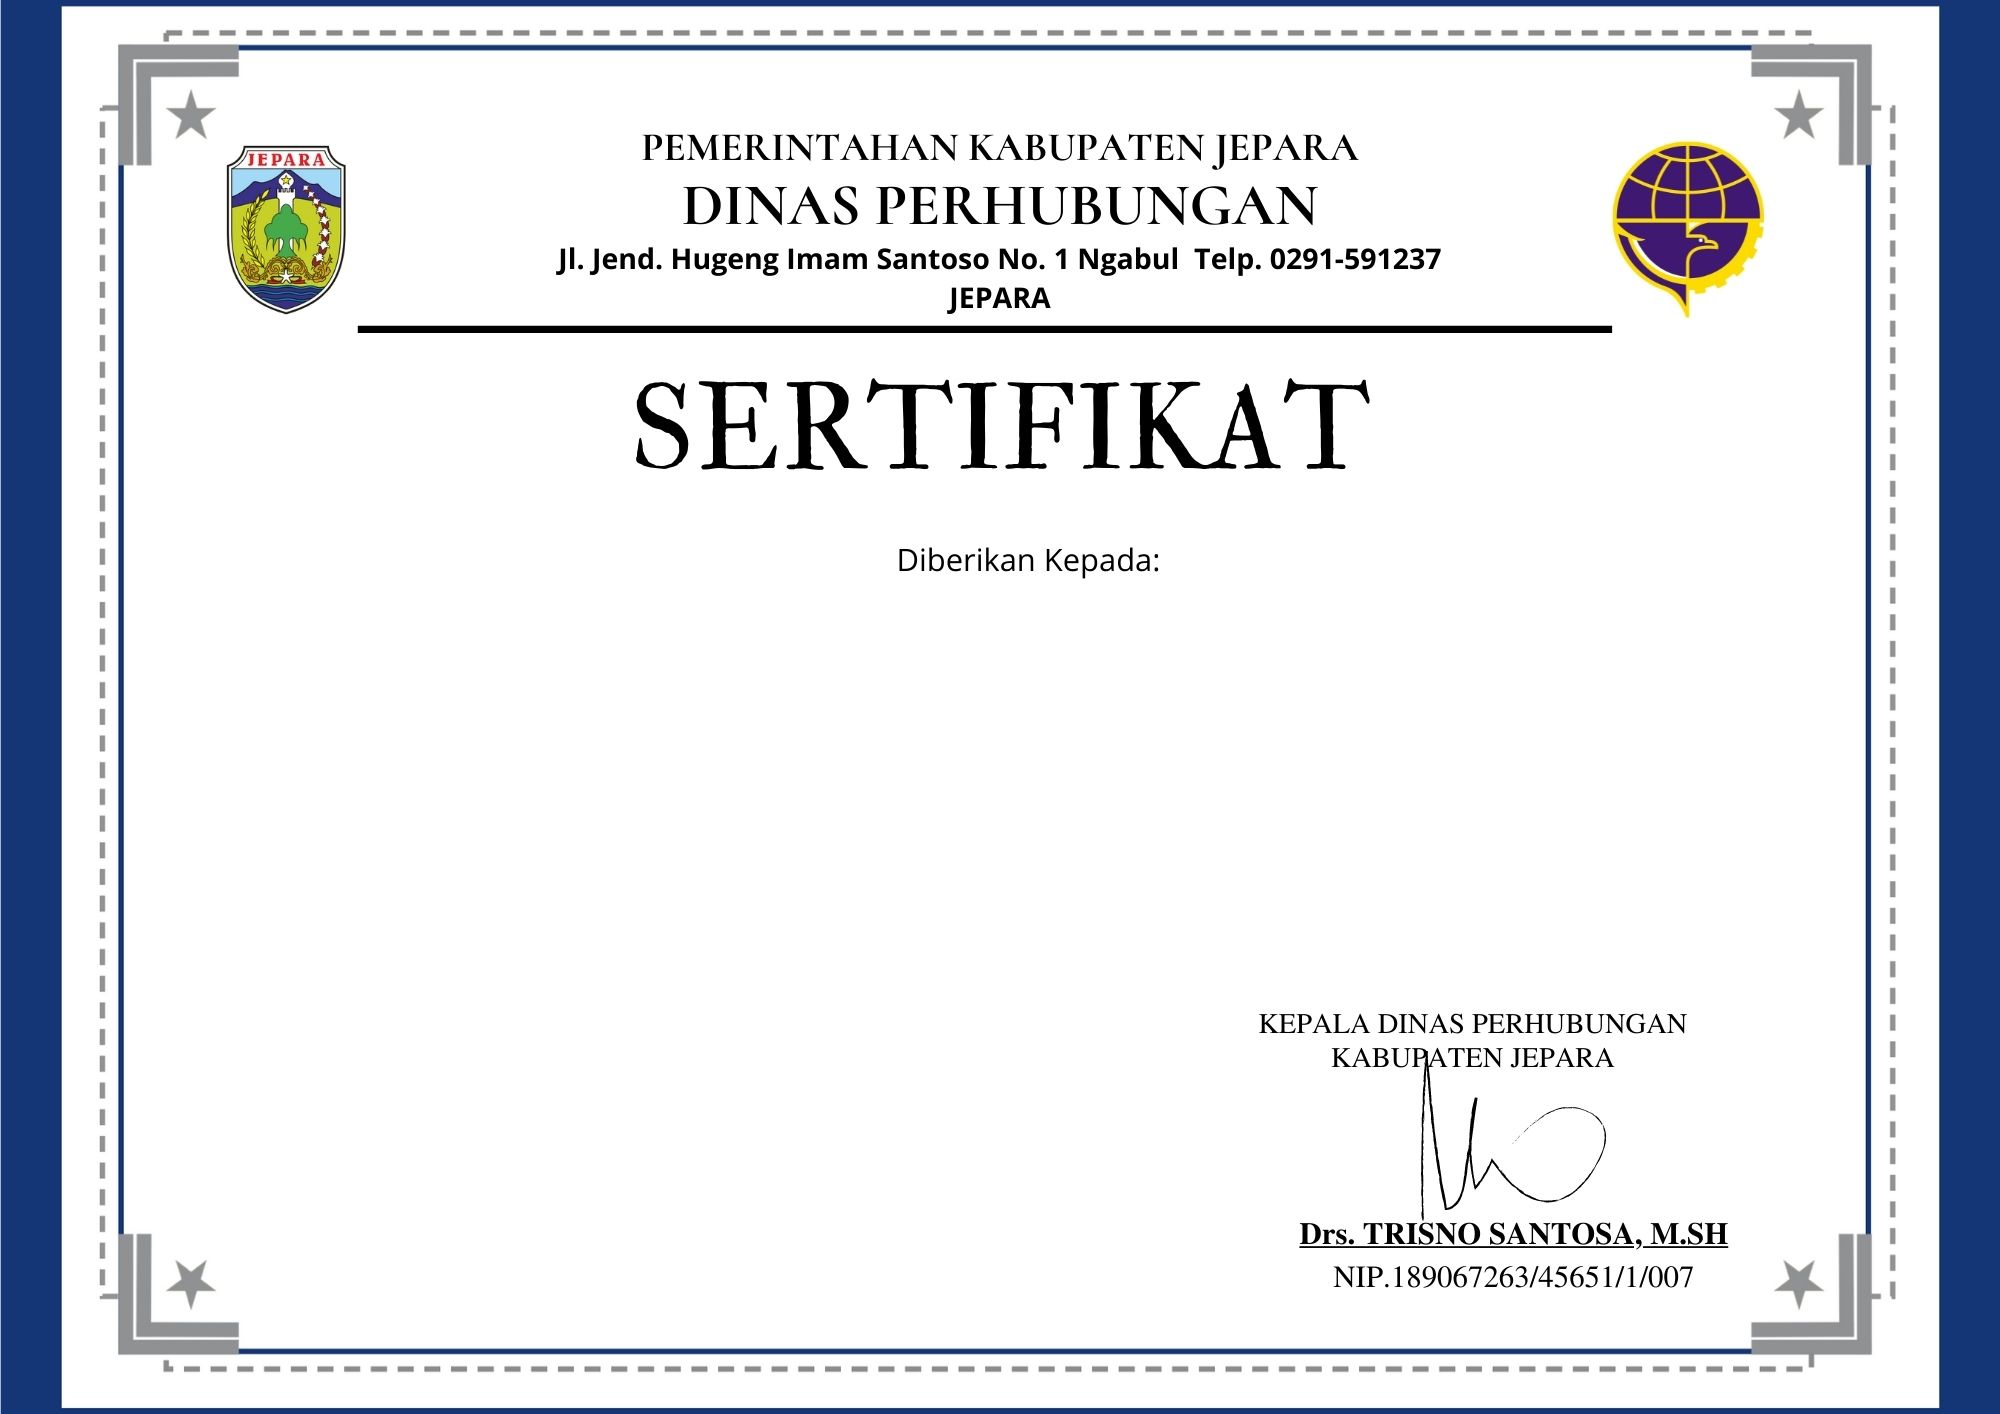 JEPARA
PEMERINTAHAN KABUPATEN JEPARA
DINAS PERHUBUNGAN
Jl. Jend. Hugeng Imam Santoso No. 1 Ngabul  Telp. 0291-591237
JEPARA
SERTIFIKAT
Diberikan Kepada:
KEPALA DINAS PERHUBUNGAN
KABUPATEN JEPARA
Drs. TRISNO SANTOSA, M.SH
NIP.189067263/45651/1/007